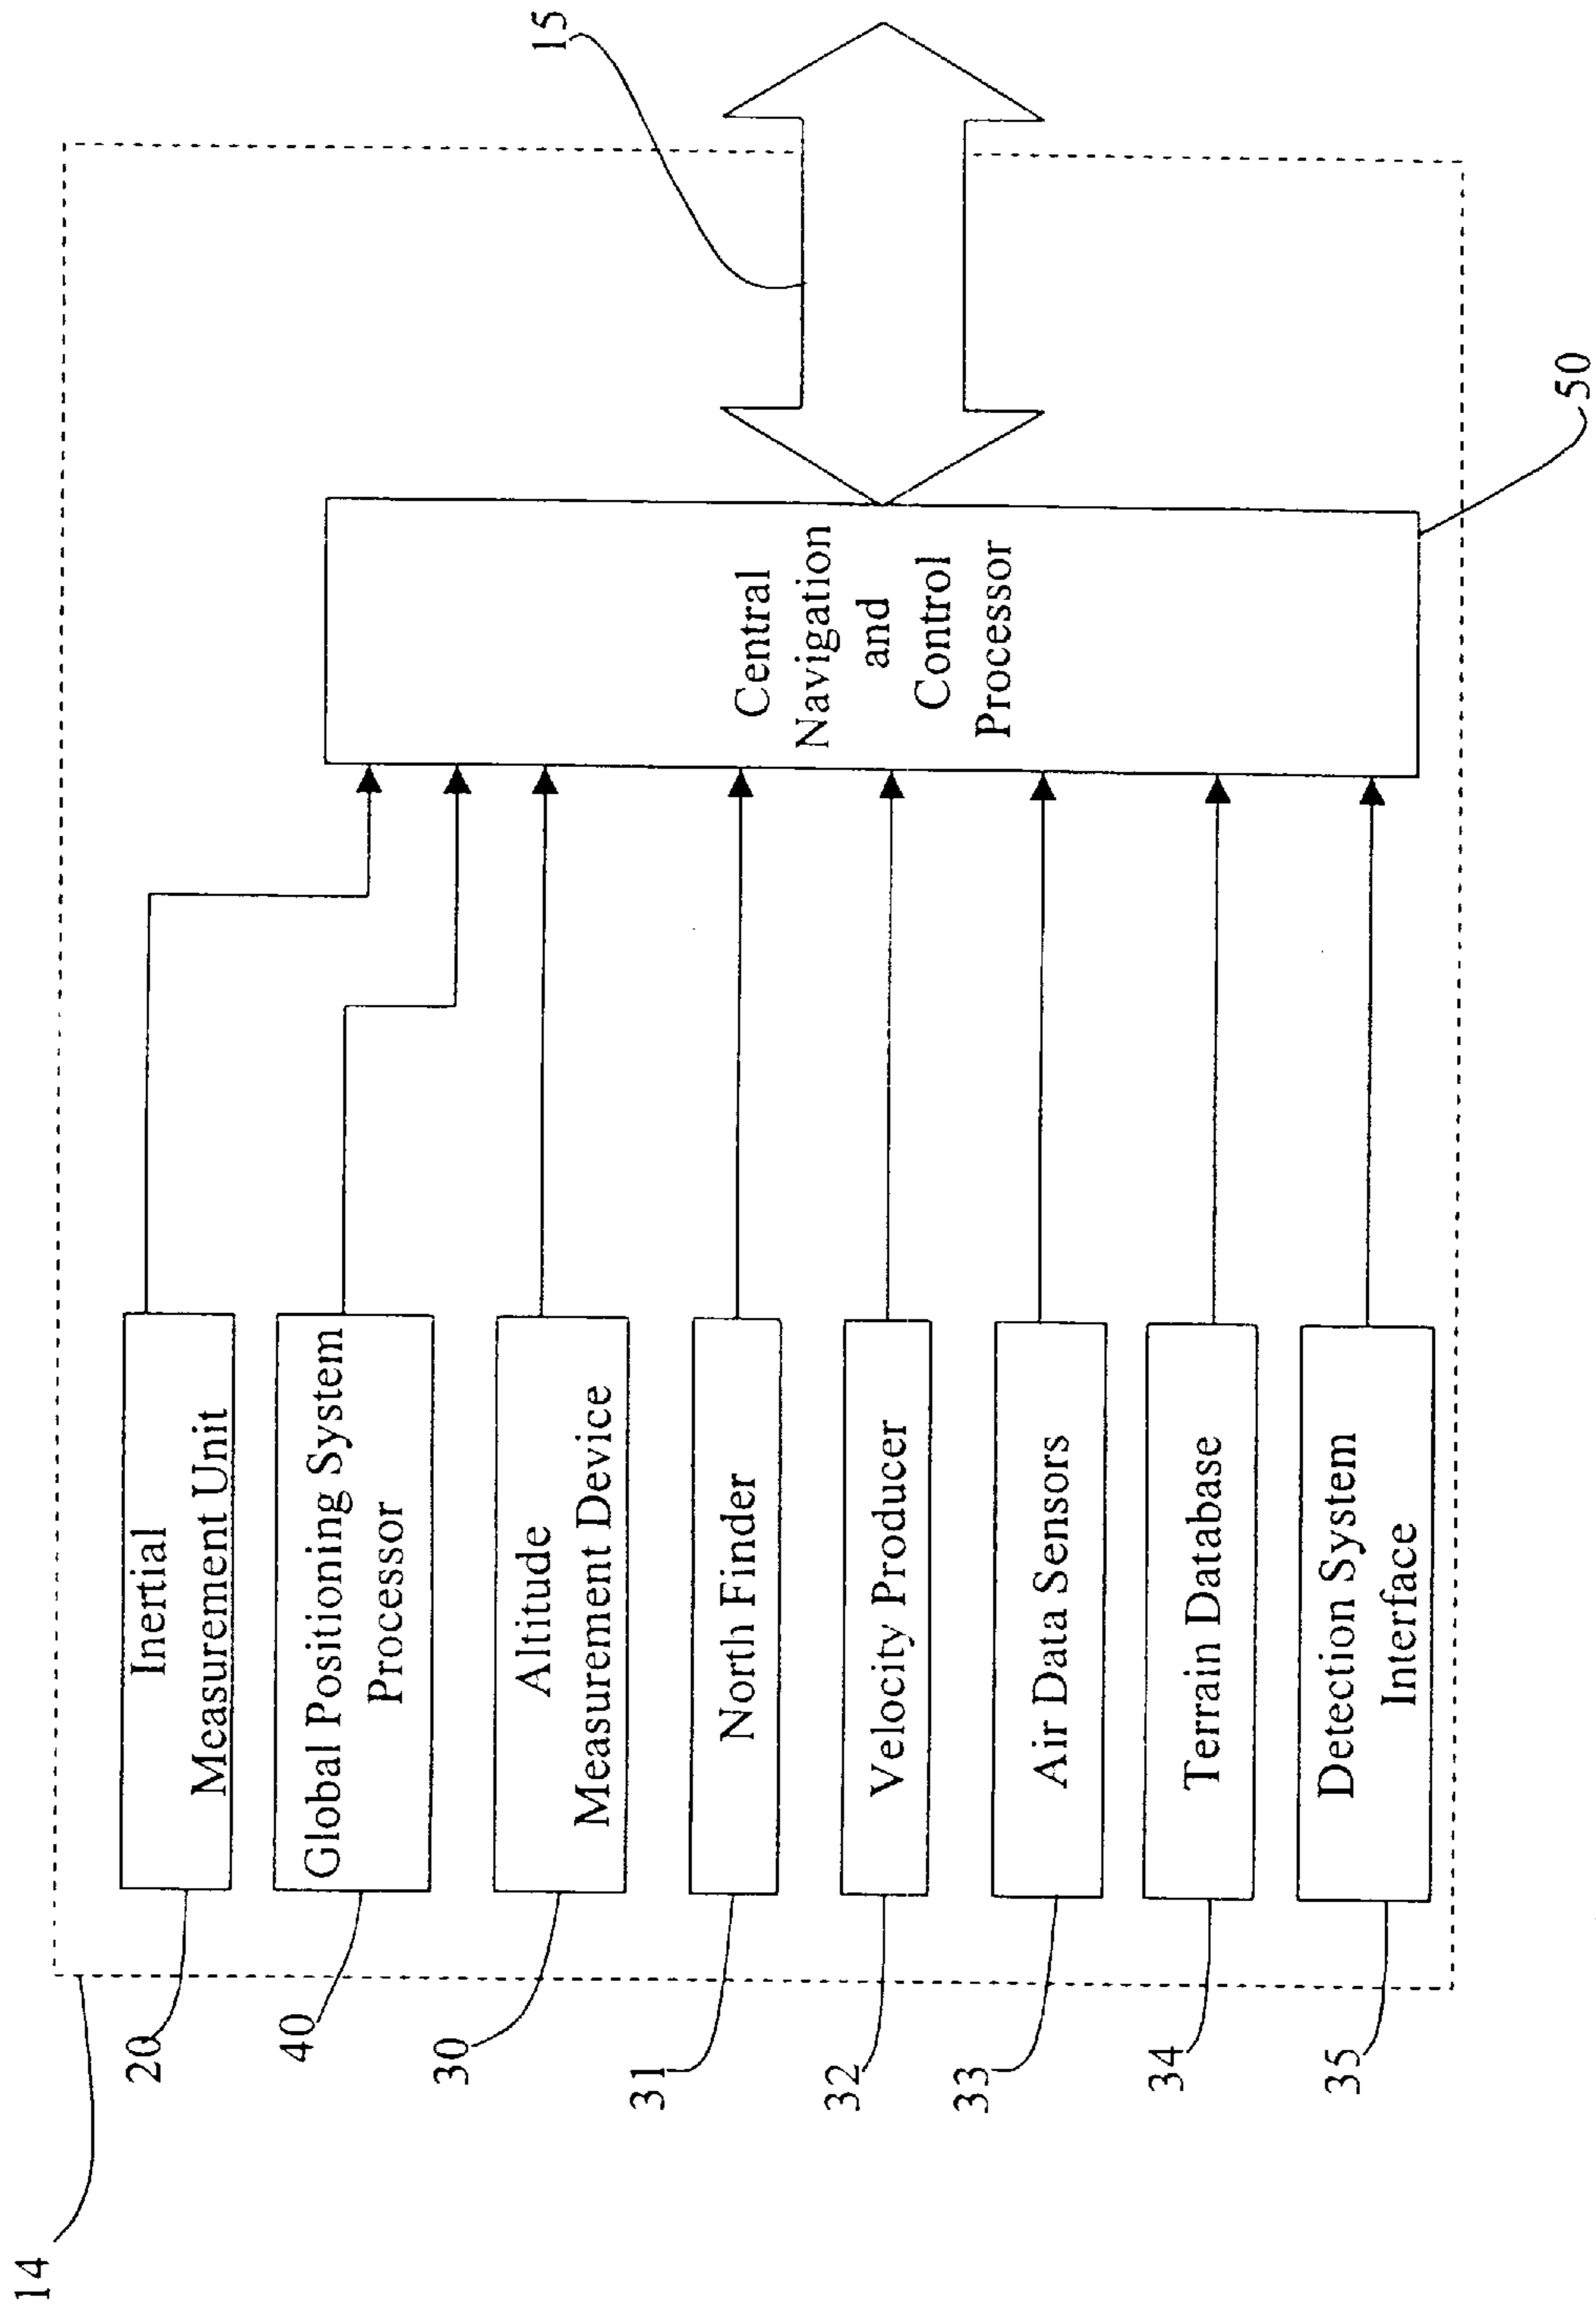 14
20
Inertial
Measurement Unit
40
Global Positioning System
Processor
30
Altitude
Measurement Device
31
North Finder
32
Velocity Producer
33
Air Data Sensors
34
Terrain Database
35
Detection System
Interface
Central
Navigation
and
Control
Processor
50
15